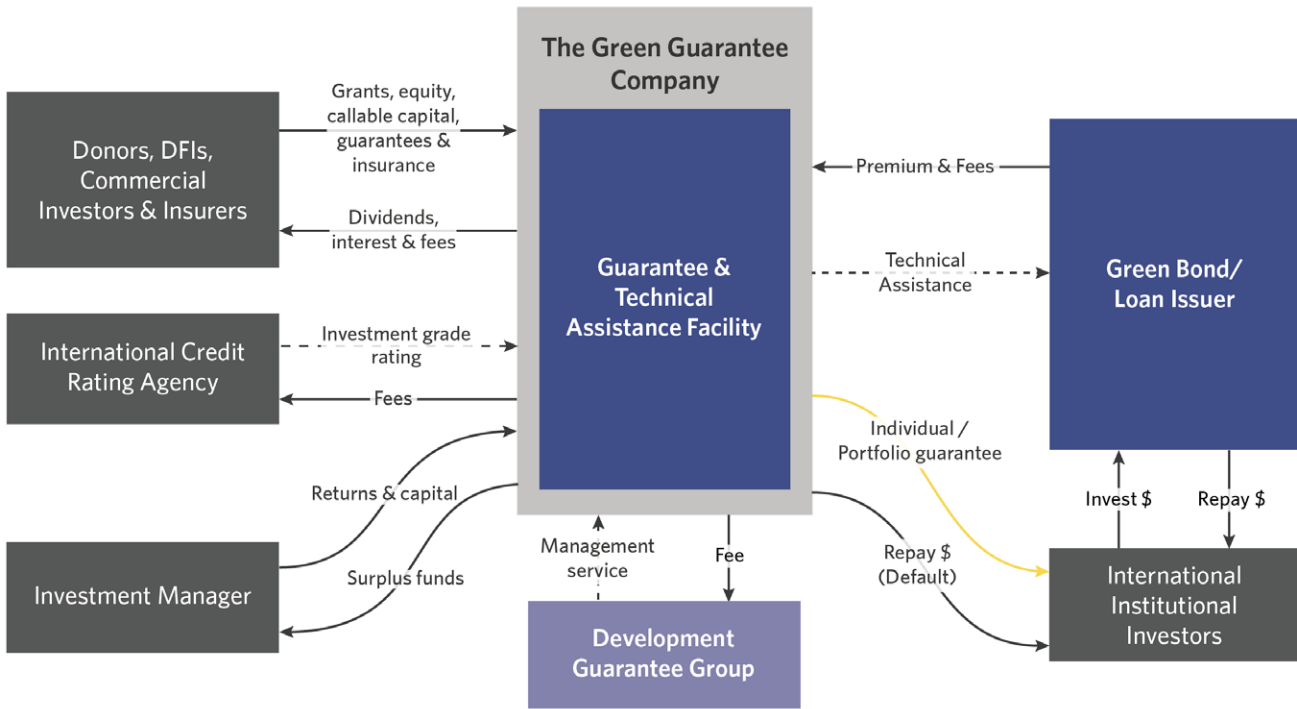 The Green Guarantee
Company
Grants, equity,
callable capital,
guarantees &
insurance
Donors, DFIs,
Commercial
Investors & Insurers
Dividends,
interest & fees
Premium & Fees
Guarantee &
Technical
Assistance Facility
Technical
Assistance
Green Bond/
Loan Issuer
International Credit
Rating Agency
Investment grade
rating
Fees
Individual /
Portfolio guarantee
Returns & capital
Invest $
Repay $
Surplus funds
Investment Manager
Management
service
Fee
Repay $
(Default)
International
Institutional
Investors
Development
Guarantee Group